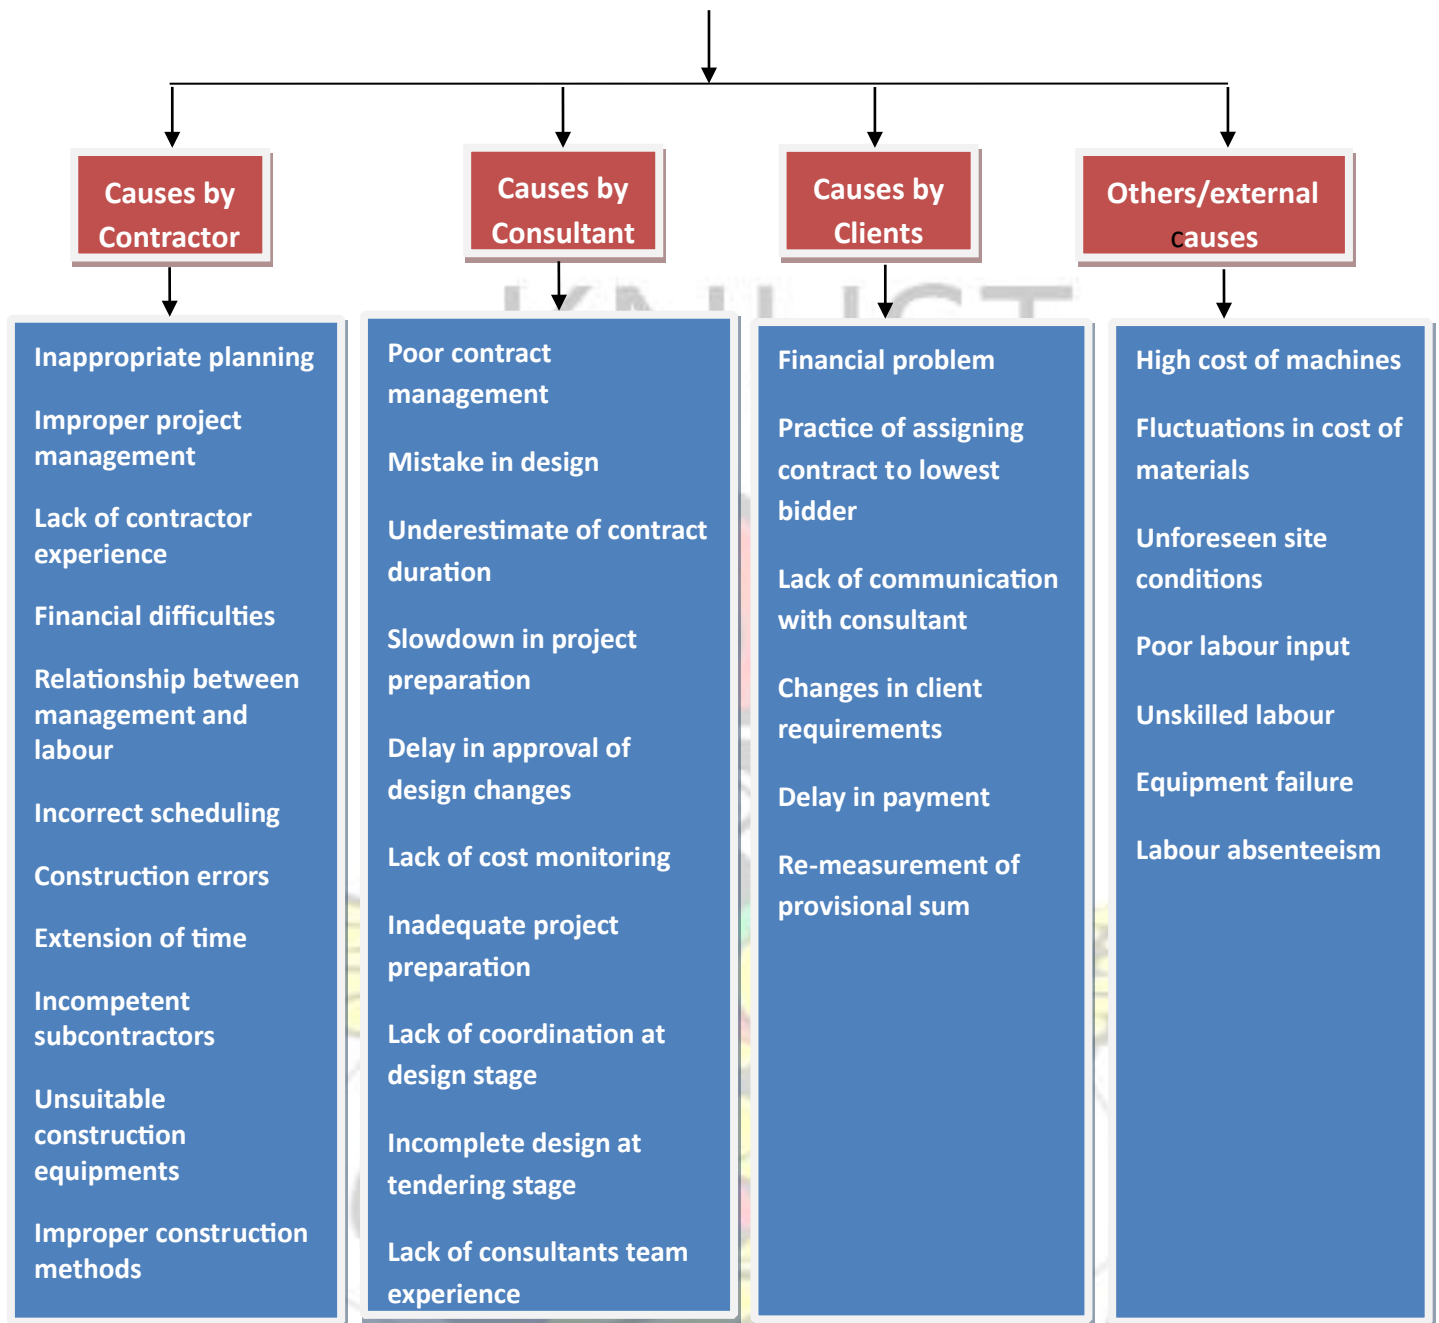 Causes by
Contractor
Causes by
Consultant
Causes by
Clients
Others/external
causes
KNUST
Inappropriate planning
Improper project
management
Lack of contractor
experience
Financial difficulties
Relationship between
management and
labour
Incorrect scheduling
Construction errors
Extension of time
Incompetent
subcontractors
Unsuitable
construction
equipments
Improper construction
methods
Poor contract
management
Mistake in design
Underestimate of contract
duration
Slowdown in project
preparation
Delay in approval of
design changes
Lack of cost monitoring
Inadequate project
preparation
Lack of coordination at
design stage
Incomplete design at
tendering stage
Lack of consultants team
experience
Financial problem
Practice of assigning
contract to lowest
bidder
Lack of communication
with consultant
Changes in client
requirements
Delay in payment
Re-measurement of
provisional sum
High cost of machines
Fluctuations in cost of
materials
Unforeseen site
conditions
Poor labour input
Unskilled labour
Equipment failure
Labour absenteeism